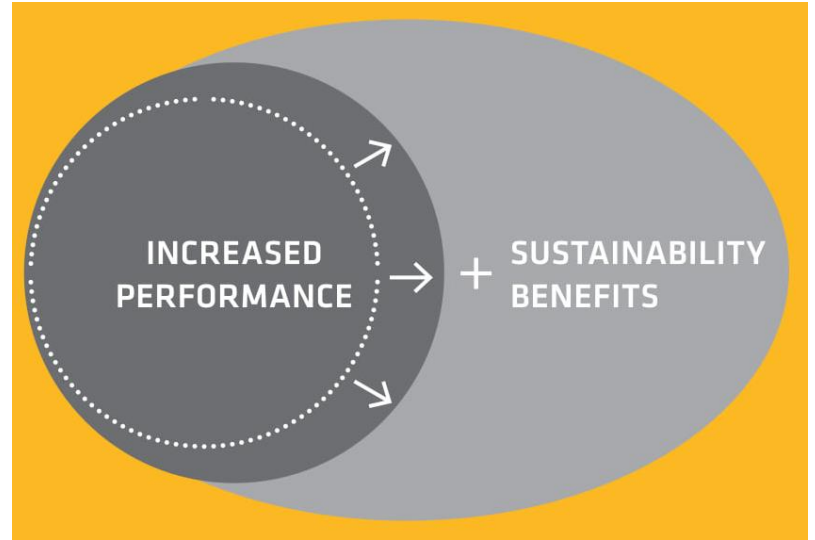 INCREASED
PERFORMANCE
+
SUSTAINABILITY
BENEFITS